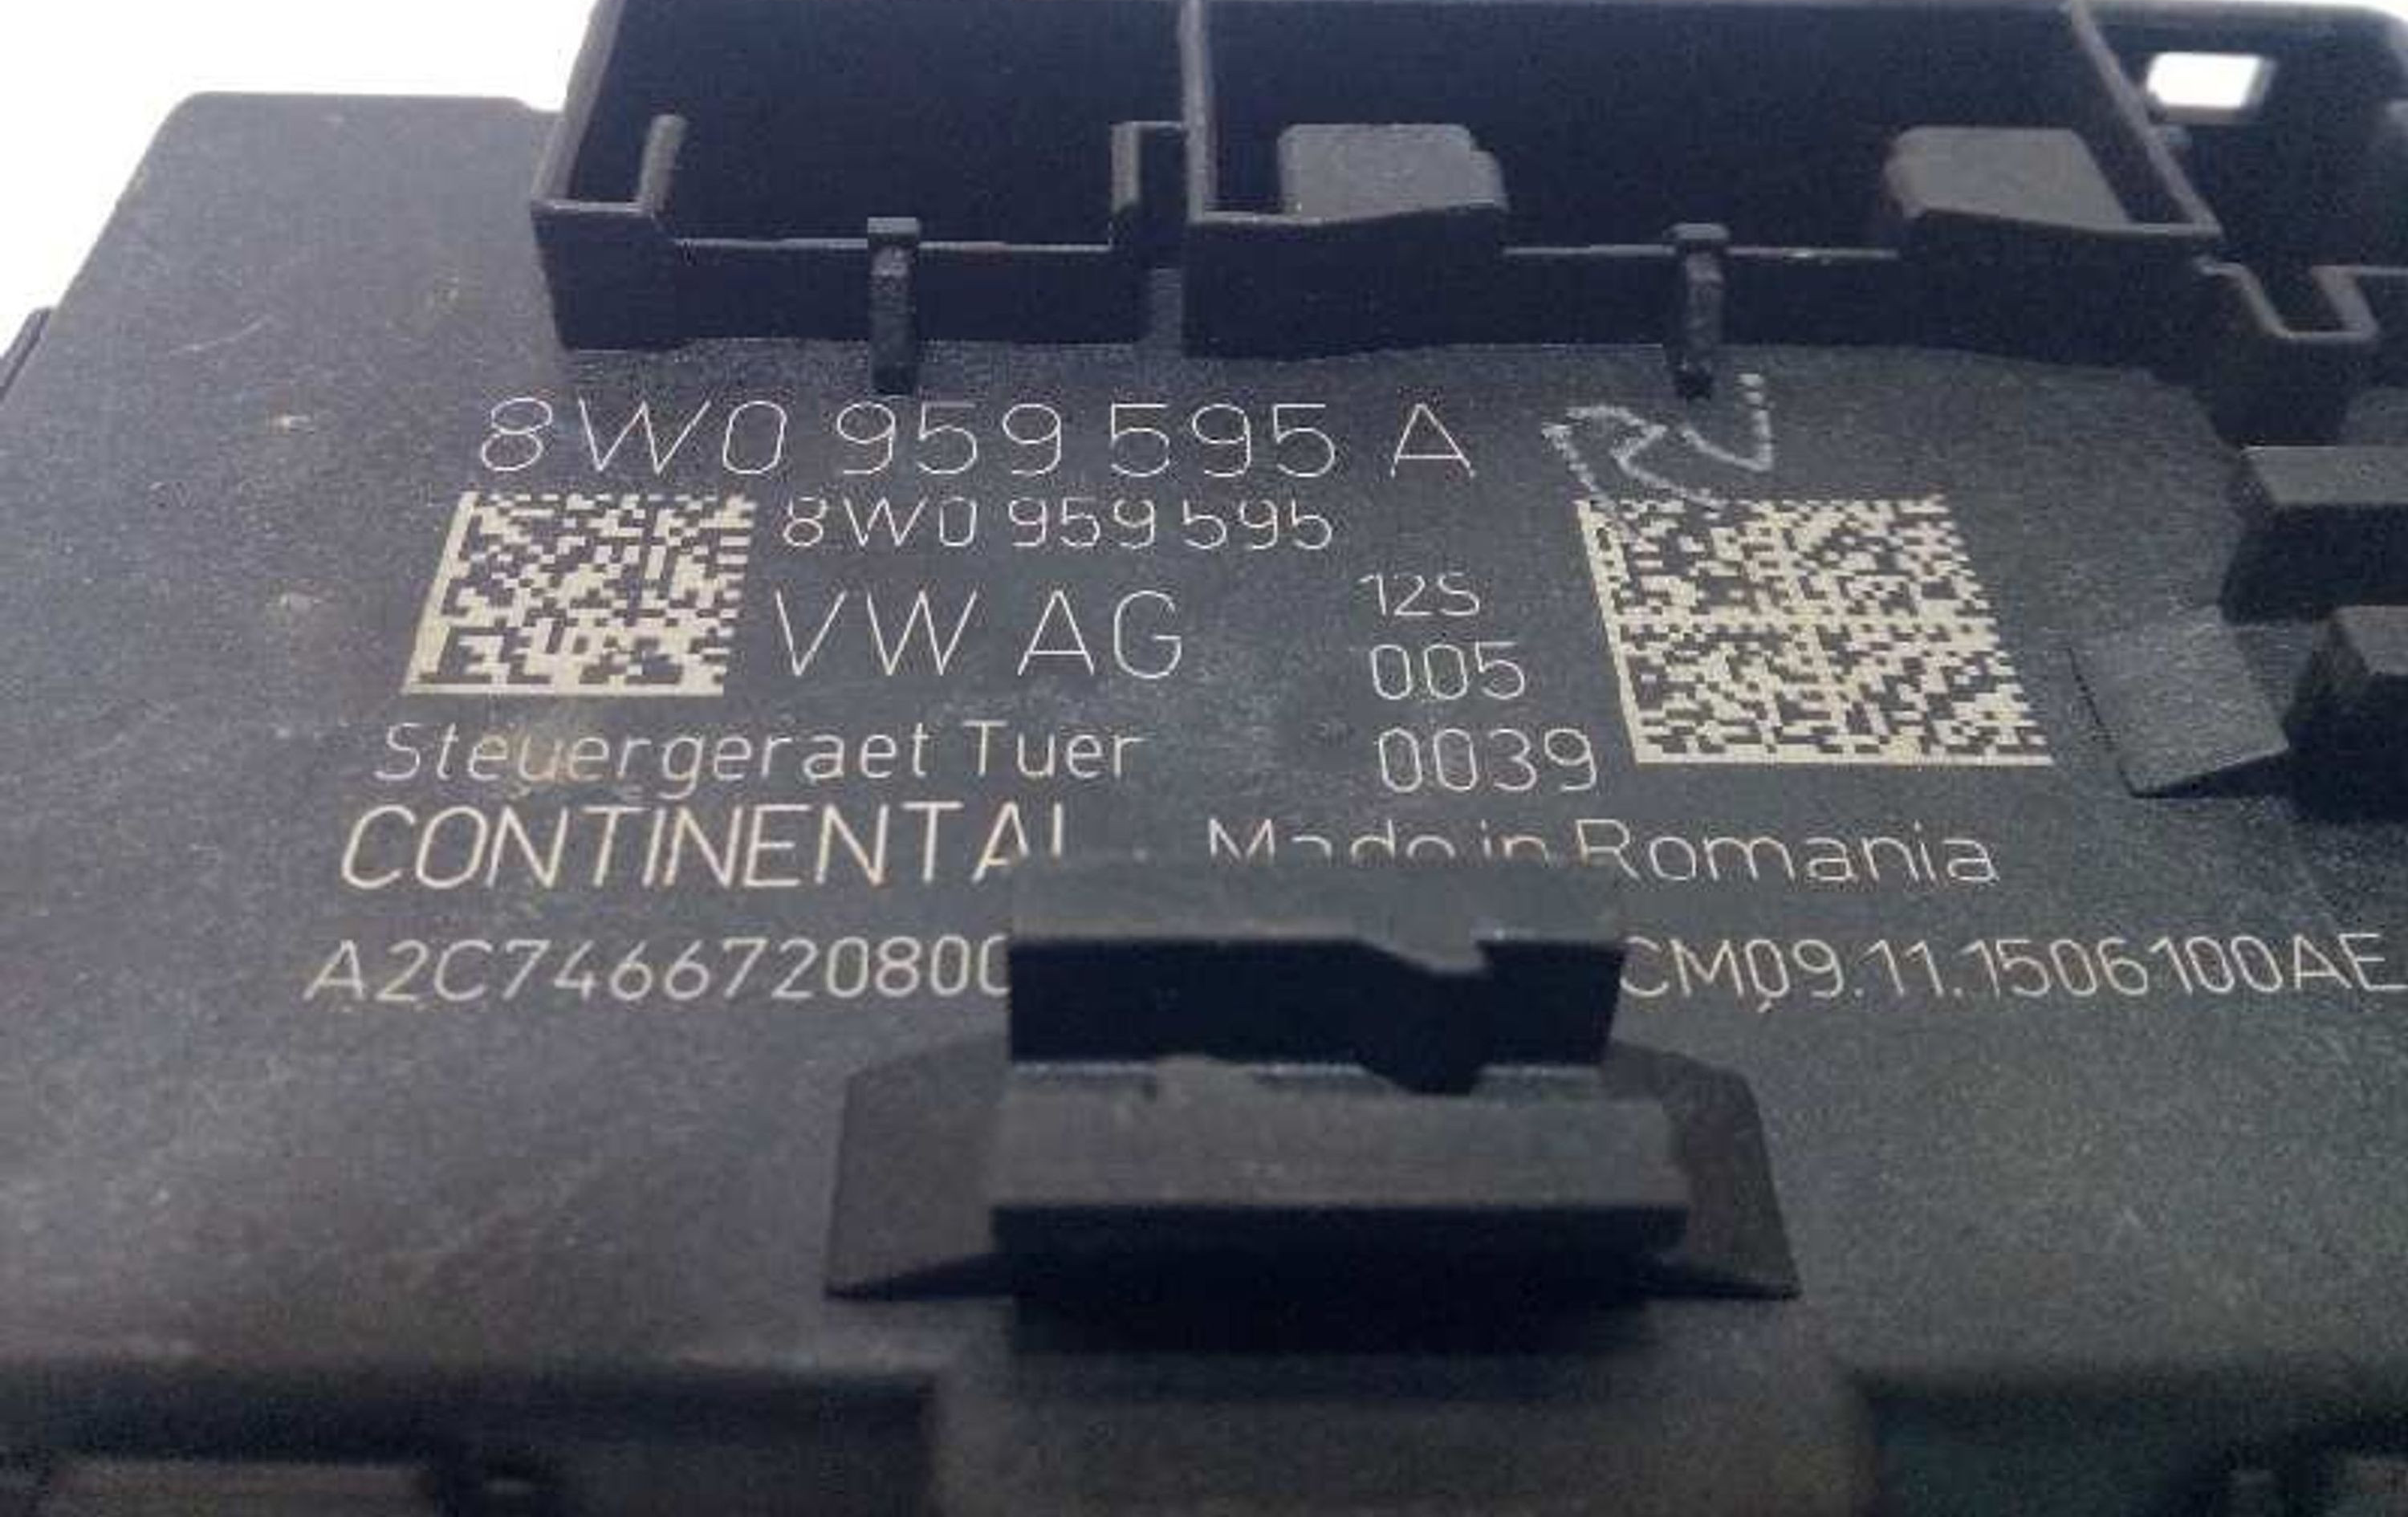 8W0 959 595 A
8W0 959 595
VW AG
12S
005
0039
Steuergeraet Tuer
CONTINENTAL
Made in Romania
A2C746672080
CM09.11.1506100AE